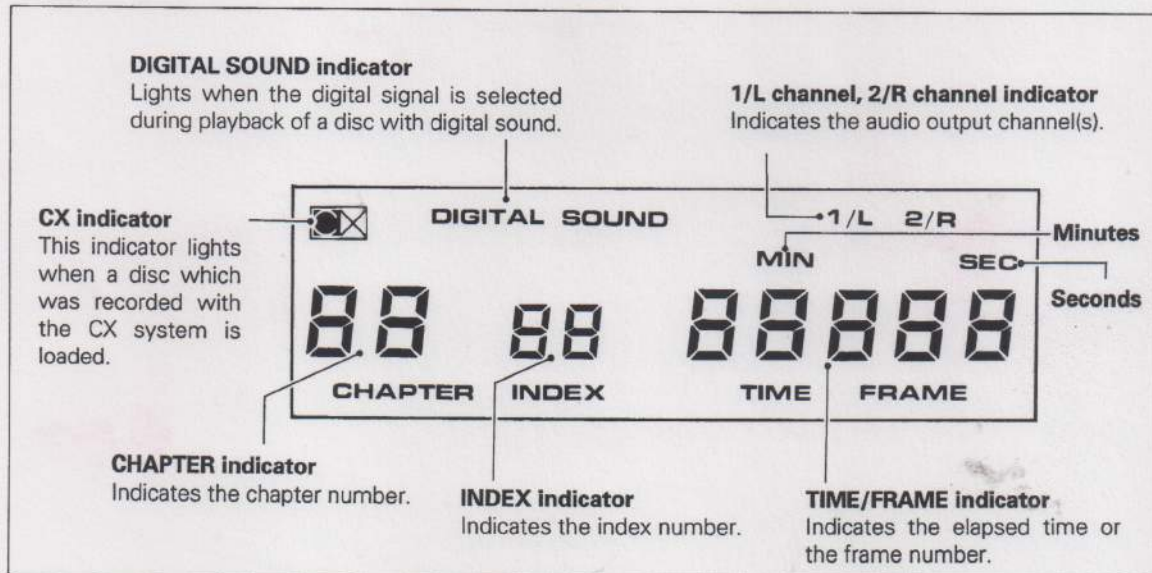 DIGITAL SOUND indicator
Lights when the digital signal is selected
during playback of a disc with digital sound.
1/L channel, 2/R channel indicator
Indicates the audio output channel(s).
CX indicator
This indicator lights
when a disc which
was recorded with
the CX system is
loaded.
DIGITAL SOUND
1/L 2/R
MIN
SEC
Minutes
Seconds
88 88 88888
CHAPTER INDEX TIME FRAME
CHAPTER indicator
Indicates the chapter number.
INDEX indicator
Indicates the index number.
TIME/FRAME indicator
Indicates the elapsed time or
the frame number.